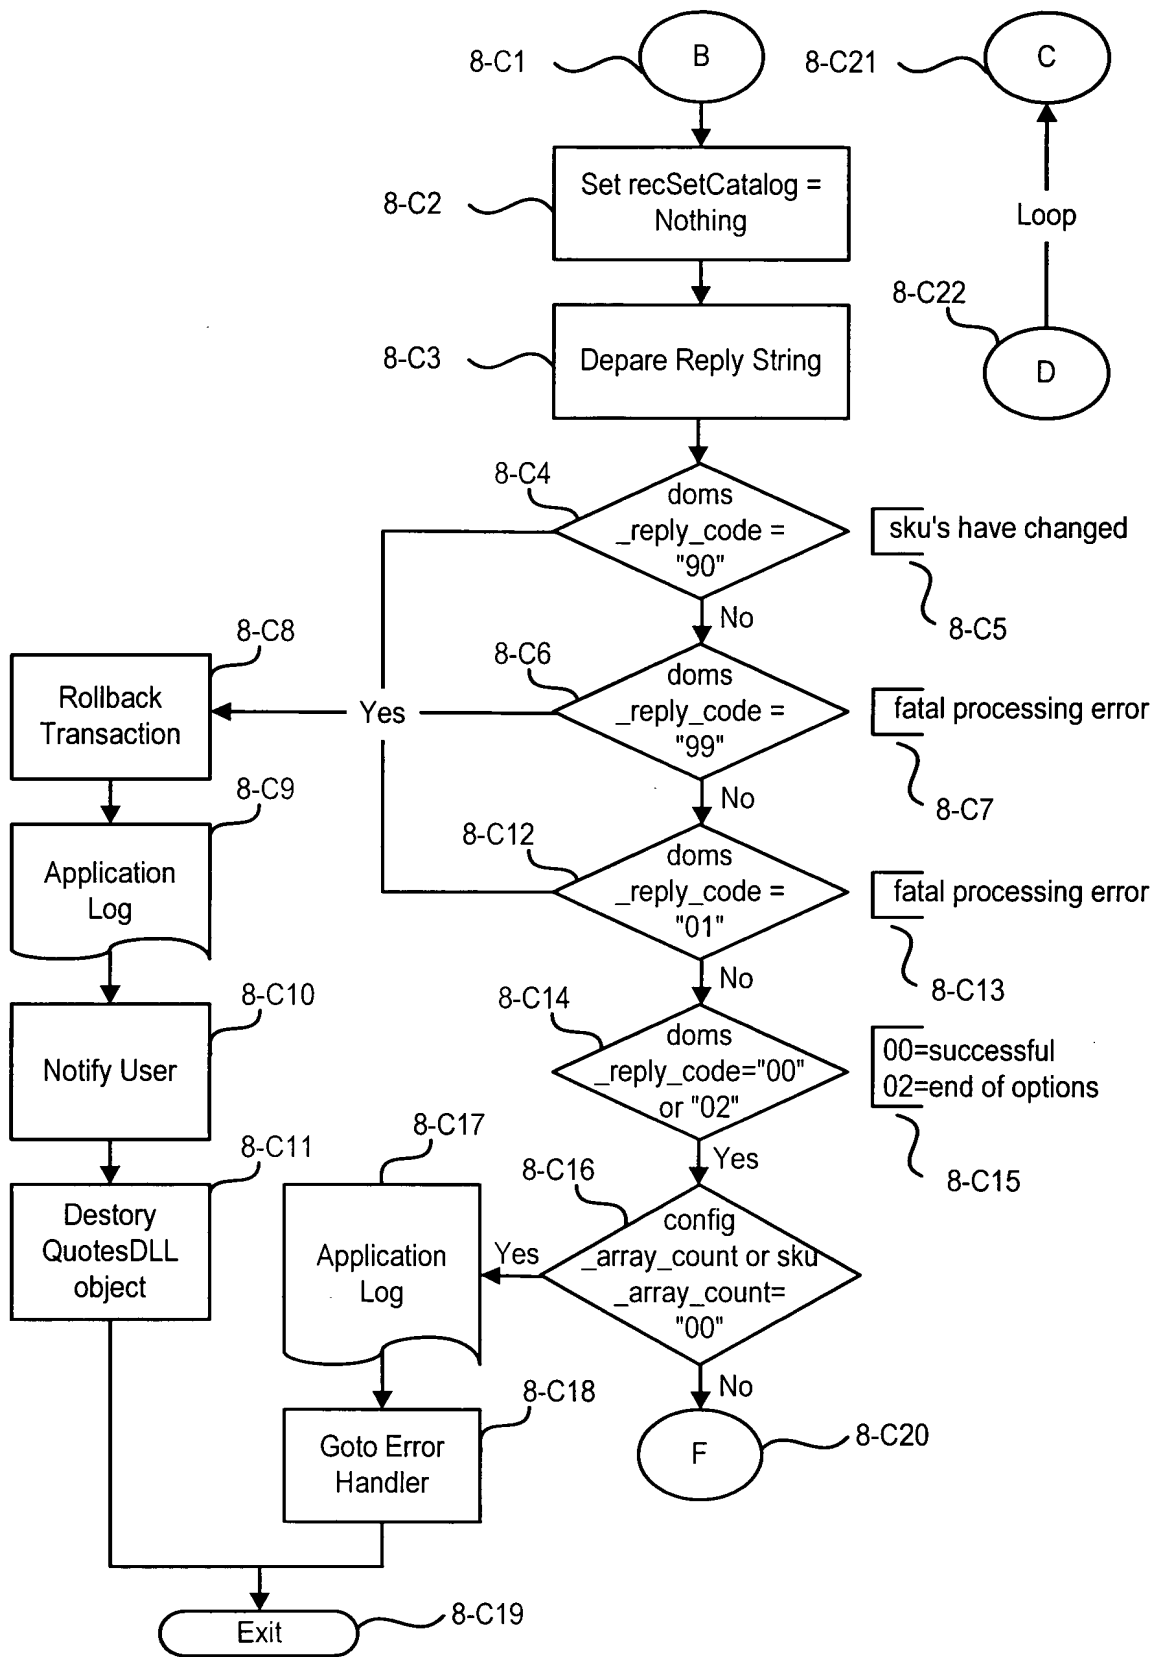 8-C1
B
8-C21
C
8-C2
Set recSetCatalog =
Nothing
Loop
8-C22
D
8-C3
Depare Reply String
8-C4
doms
_reply_code =
"90"
sku's have changed
8-C5
No
8-C8
Rollback
Transaction
Yes
8-C6
doms
_reply_code =
"99"
fatal processing error
8-C7
No
8-C9
Application
Log
8-C12
doms
_reply_code =
"01"
fatal processing error
8-C13
No
8-C10
Notify User
8-C14
doms
_reply_code="00"
or "02"
00=successful
02=end of options
8-C15
Yes
8-C11
Destory
QuotesDLL
object
8-C17
Application
Log
Yes
8-C16
config
_array_count or sku
_array_count=
"00"
No
8-C18
Goto Error
Handler
F
8-C20
Exit
8-C19